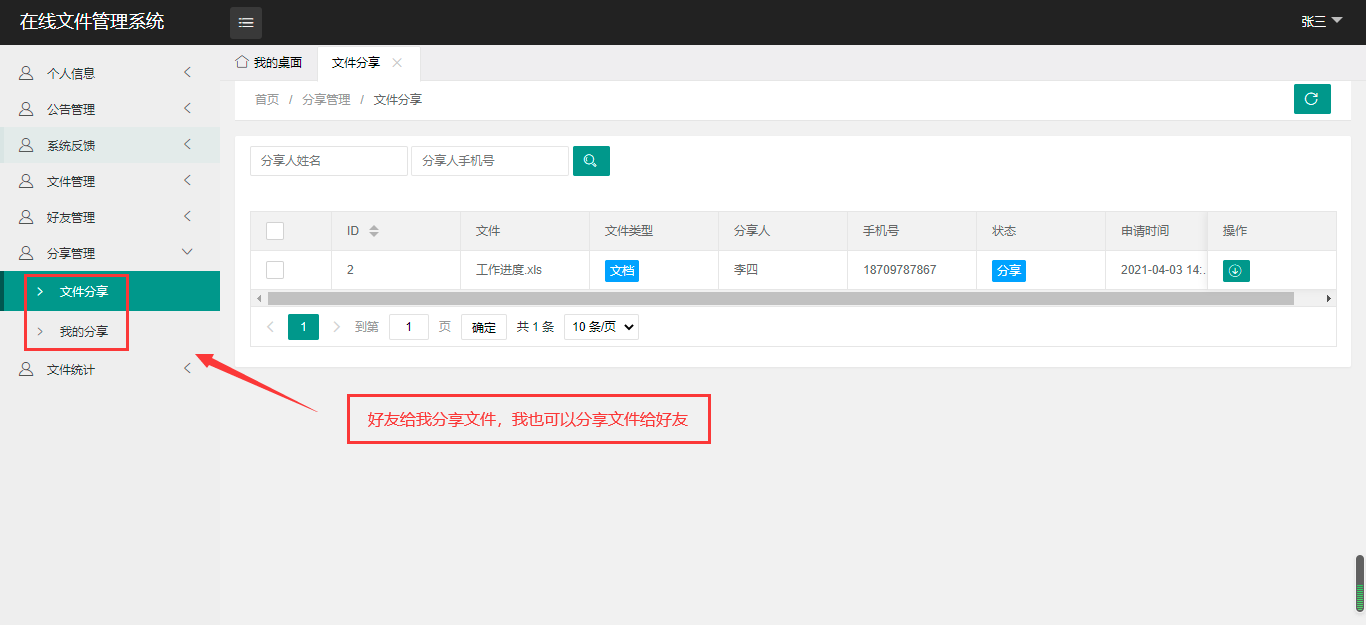 在线文件管理系统
张三
个人信息
公告管理
系统反馈
文件管理
好友管理
分享管理
文件分享
我的分享
文件统计
我的桌面
文件分享
首页 / 分享管理 / 文件分享
分享人姓名
分享人手机号
ID 文件 文件类型 分享人 手机号 状态 申请时间 操作
2 工作进度.xls 文档 李四 18709787867 分享 2021-04-03 14:..
1 到第 1 页 确定 共 1 条 10 条/页
好友给我分享文件，我也可以分享文件给好友